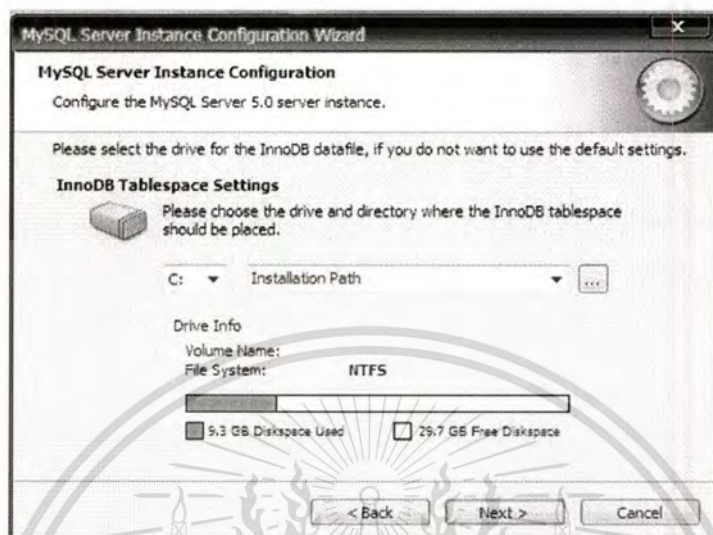 MySQL Server Instance Configuration Wizard
X
MySQL Server Instance Configuration
Configure the MySQL Server 5.0 server instance.
Please select the drive for the InnoDB datafile, if you do not want to use the default settings.
InnoDB Tablespace Settings
Please choose the drive and directory where the InnoDB tablespace
should be placed.
C: Installation Path ...
Drive Info
Volume Name:
File System: NTFS
9.3 GB Diskspace Used 29.7 GB Free Diskspace
< Back Next > Cancel